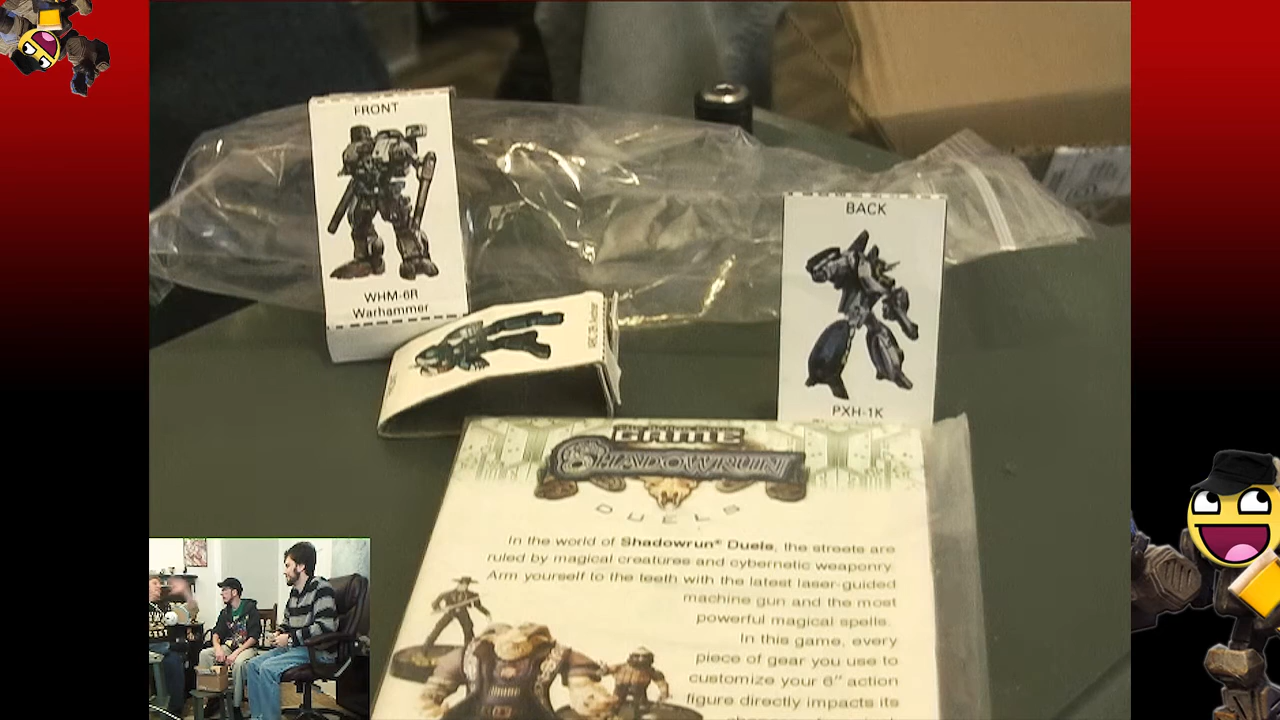 FRONT
WHM-6R
Warhammer
BACK
PXH-1K
GAME
SHADOWRUN
DUELS
In the world of Shadowrun® Duels, the streets are
ruled by magical creatures and cybernetic weaponry.
Arm yourself to the teeth with the latest laser-guided
machine gun and the most
powerful magical spells.
In this game, every
piece of gear you use to
customize your 6" action
figure directly impacts its